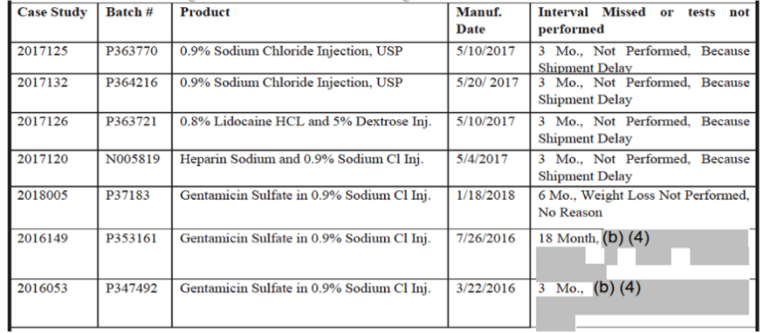 Case Study Batch # Product Manuf. Date Interval Missed or tests not performed
2017125 P363770 0.9% Sodium Chloride Injection, USP 5/10/2017 3 Mo., Not Performed, Because Shipment Delay
2017132 P364216 0.9% Sodium Chloride Injection, USP 5/20/ 2017 3 Mo., Not Performed, Because Shipment Delay
2017126 P363721 0.8% Lidocaine HCL and 5% Dextrose Inj. 5/10/2017 3 Mo., Not Performed, Because Shipment Delay
2017120 N005819 Heparin Sodium and 0.9% Sodium Cl Inj. 5/4/2017 3 Mo., Not Performed, Because Shipment Delay
2018005 P37183 Gentamicin Sulfate in 0.9% Sodium Cl Inj. 1/18/2018 6 Mo., Weight Loss Not Performed, No Reason
2016149 P353161 Gentamicin Sulfate in 0.9% Sodium Cl Inj. 7/26/2016 18 Month, (b) (4)
2016053 P347492 Gentamicin Sulfate in 0.9% Sodium Cl Inj. 3/22/2016 3 Mo., (b) (4)